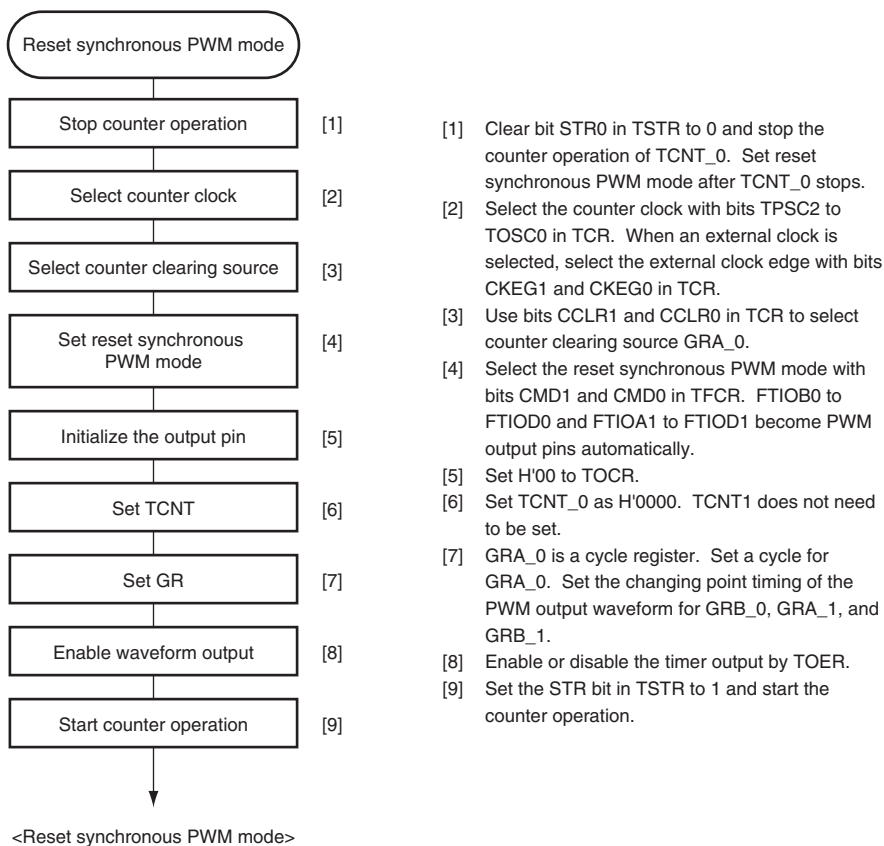 Reset synchronous PWM mode
Stop counter operation [1]
Select counter clock [2]
Select counter clearing source [3]
Set reset synchronous
PWM mode
[4]
Initialize the output pin [5]
Set TCNT [6]
Set GR [7]
Enable waveform output [8]
Start counter operation [9]
<Reset synchronous PWM mode>
[1] Clear bit STR0 in TSTR to 0 and stop the
counter operation of TCNT_0. Set reset
synchronous PWM mode after TCNT_0 stops.
[2] Select the counter clock with bits TPSC2 to
TOSC0 in TCR. When an external clock is
selected, select the external clock edge with bits
CKEG1 and CKEG0 in TCR.
[3] Use bits CCLR1 and CCLR0 in TCR to select
counter clearing source GRA_0.
[4] Select the reset synchronous PWM mode with
bits CMD1 and CMD0 in TFCR. FTIOB0 to
FTIOD0 and FTIOA1 to FTIOD1 become PWM
output pins automatically.
[5] Set H'00 to TOCR.
[6] Set TCNT_0 as H'0000. TCNT1 does not need
to be set.
[7] GRA_0 is a cycle register. Set a cycle for
GRA_0. Set the changing point timing of the
PWM output waveform for GRB_0, GRA_1, and
GRB_1.
[8] Enable or disable the timer output by TOER.
[9] Set the STR bit in TSTR to 1 and start the
counter operation.